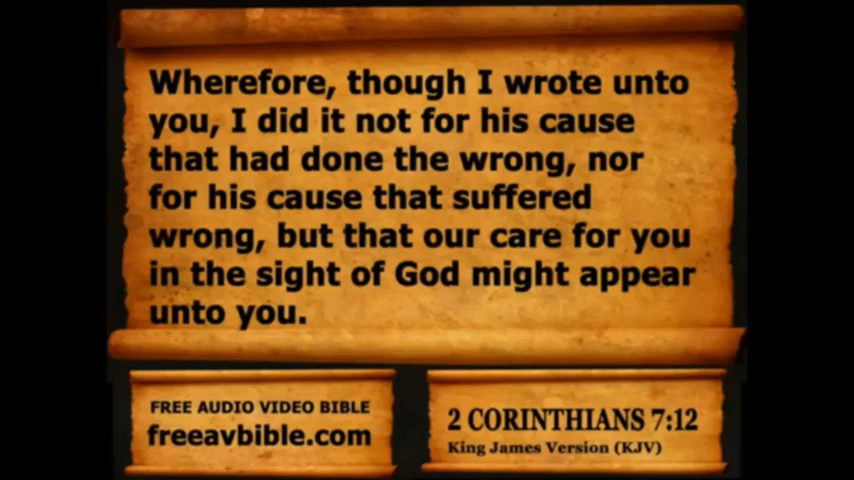 Wherefore, though I wrote unto
you, I did it not for his cause
that had done the wrong, nor
for his cause that suffered
wrong, but that our care for you
in the sight of God might appear
unto you.
FREE AUDIO VIDEO BIBLE
freeavbible.com
2 CORINTHIANS 7:12
King James Version (KJV)